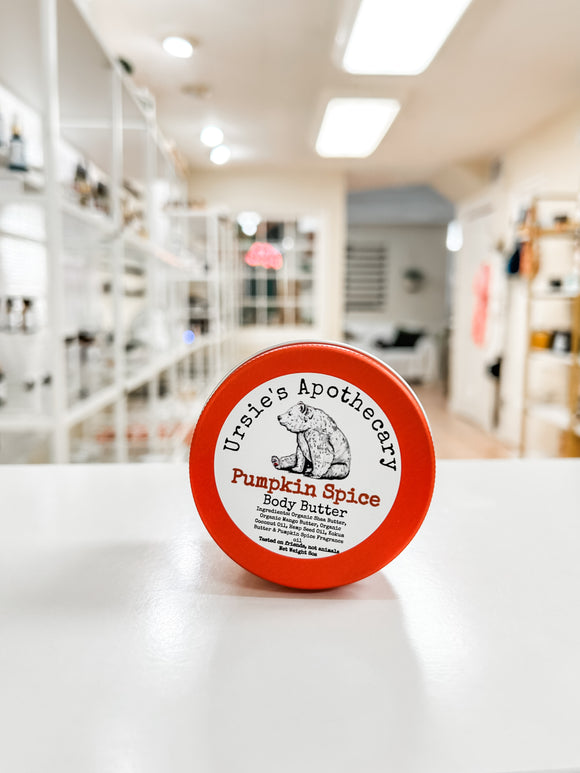 Ursie's Apothecary
Pumpkin Spice
Body Butter
Ingredients: Organic Shea Butter,
Organic Mango Butter, Organic
Coconut Oil, Hemp Seed Oil, Kokum
Butter & Pumpkin Spice Fragrance
oil
Tested on friends, not animals
Net Weight 8oz